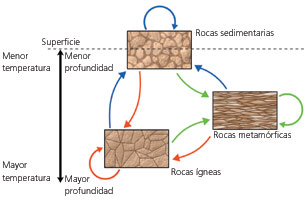 Rocas sedimentarias
Superficie
Menor
temperatura
Menor
profundidad
Rocas metamórficas
Mayor
temperatura
Mayor
profundidad
Rocas ígneas